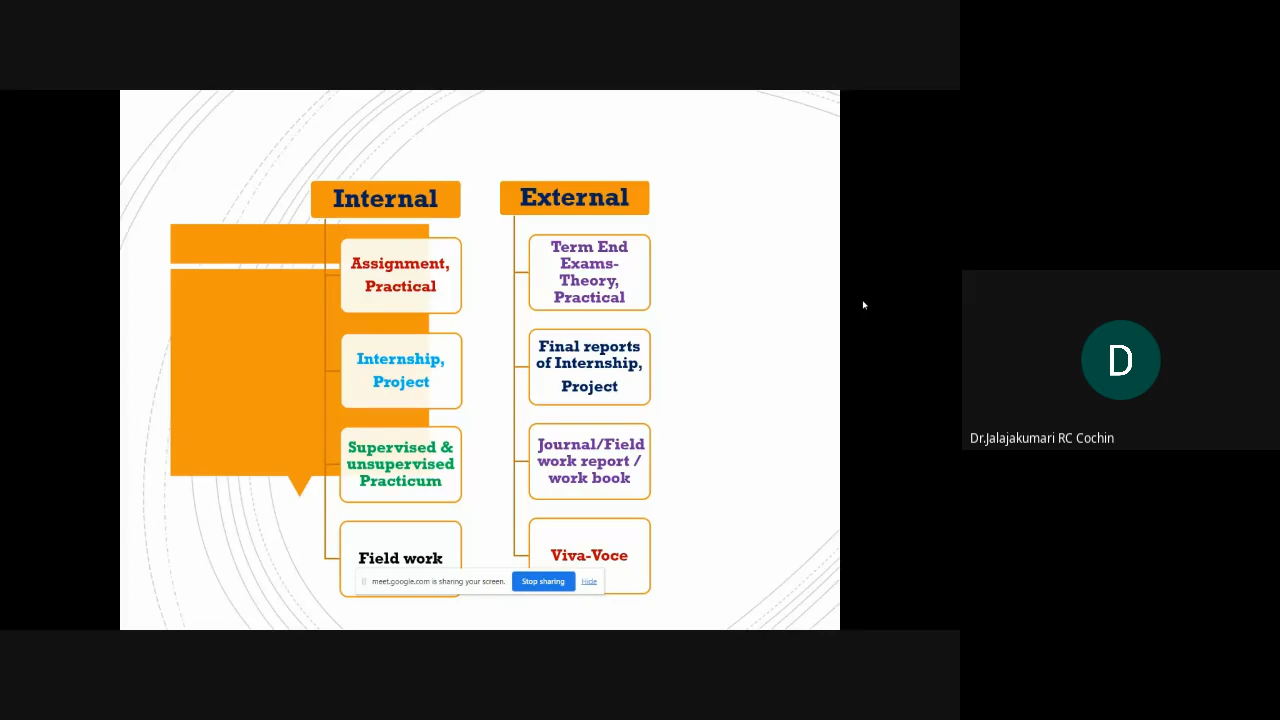 Internal
Assignment,
Practical
Internship,
Project
Supervised &
unsupervised
Practicum
Field work
External
Term End
Exams-
Theory,
Practical
Final reports
of Internship,
Project
Journal/Field
work report /
work book
Viva-Voce
meet.google.com is sharing your screen.
Stop sharing
Hide
D
Dr.Jalajakumari RC Cochin